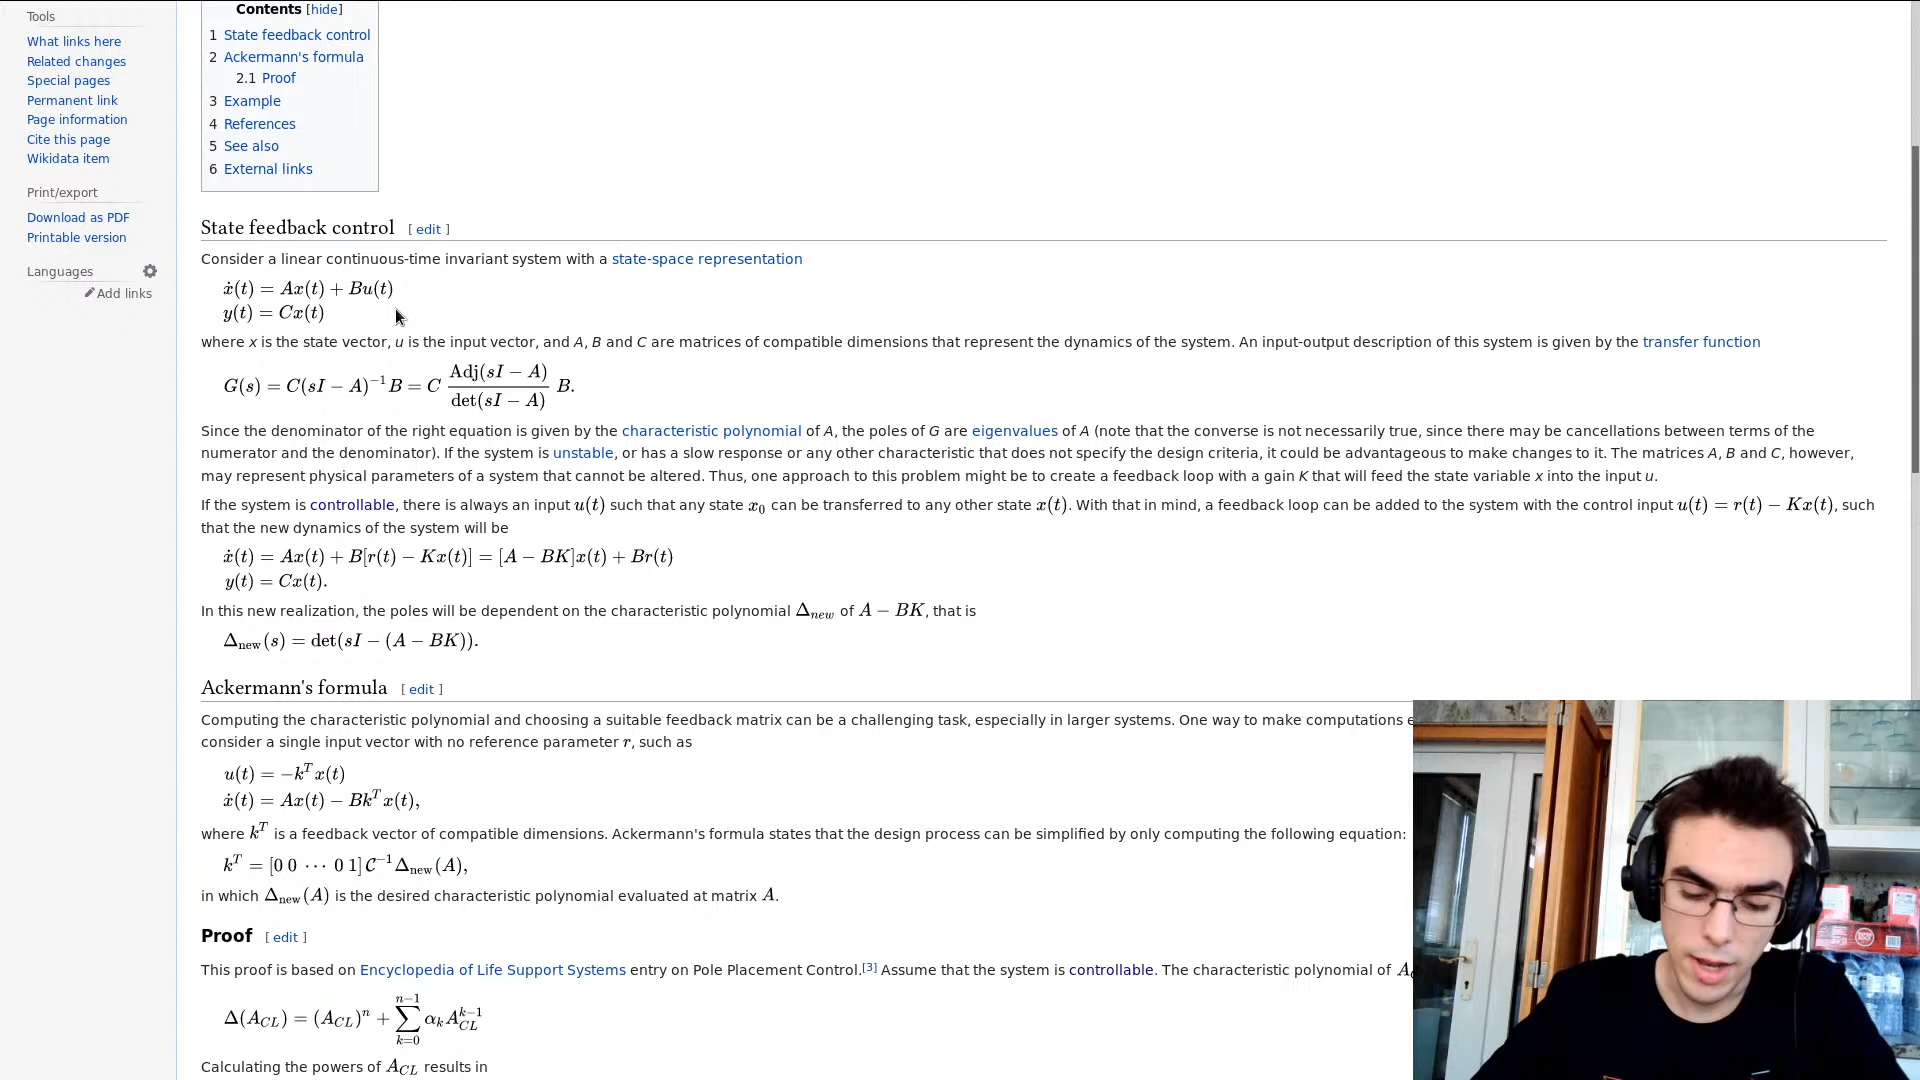 Tools
What links here
Related changes
Special pages
Permanent link
Page information
Cite this page
Wikidata item
Print/export
Download as PDF
Printable version
Languages
Add links
Contents [hide]
1 State feedback control
2 Ackermann's formula
2.1 Proof
3 Example
4 References
5 See also
6 External links
State feedback control [ edit ]
Consider a linear continuous-time invariant system with a state-space representation
ẋ(t) = Ax(t) + Bu(t)
y(t) = Cx(t)
where x is the state vector, u is the input vector, and A, B and C are matrices of compatible dimensions that represent the dynamics of the system. An input-output description of this system is given by the transfer function
G(s) = C(sI − A)⁻¹B = C Adj(sI − A) / det(sI − A) B.
Since the denominator of the right equation is given by the characteristic polynomial of A, the poles of G are eigenvalues of A (note that the converse is not necessarily true, since there may be cancellations between terms of the
numerator and the denominator). If the system is unstable, or has a slow response or any other characteristic that does not specify the design criteria, it could be advantageous to make changes to it. The matrices A, B and C, however,
may represent physical parameters of a system that cannot be altered. Thus, one approach to this problem might be to create a feedback loop with a gain K that will feed the state variable x into the input u.
If the system is controllable, there is always an input u(t) such that any state x₀ can be transferred to any other state x(t). With that in mind, a feedback loop can be added to the system with the control input u(t) = r(t) − Kx(t), such
that the new dynamics of the system will be
ẋ(t) = Ax(t) + B[r(t) − Kx(t)] = [A − BK]x(t) + Br(t)
y(t) = Cx(t).
In this new realization, the poles will be dependent on the characteristic polynomial Δnew of A − BK, that is
Δnew(s) = det(sI − (A − BK)).
Ackermann's formula [ edit ]
Computing the characteristic polynomial and choosing a suitable feedback matrix can be a challenging task, especially in larger systems. One way to make computations
consider a single input vector with no reference parameter r, such as
u(t) = −kᵀx(t)
ẋ(t) = Ax(t) − Bkᵀx(t),
where kᵀ is a feedback vector of compatible dimensions. Ackermann's formula states that the design process can be simplified by only computing the following equation:
kᵀ = [0 0 ⋯ 0 1] 𝒞⁻¹Δnew(A),
in which Δnew(A) is the desired characteristic polynomial evaluated at matrix A.
Proof [ edit ]
This proof is based on Encyclopedia of Life Support Systems entry on Pole Placement Control.[3] Assume that the system is controllable. The characteristic polynomial of
Δ(A_CL) = (A_CL)ⁿ + ∑_{k=0}^{n−1} α_k A_CL^{k−1}
Calculating the powers of A_CL results in